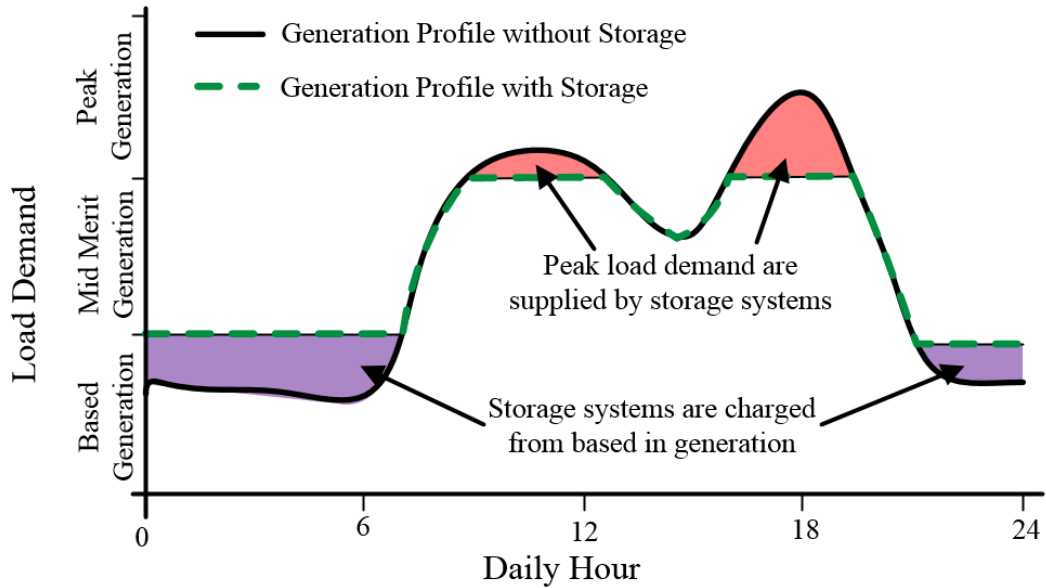 Generation Profile without Storage
Generation Profile with Storage
Load Demand
Peak
Generation
Mid Merit
Generation
Based
Generation
Peak load demand are
supplied by storage systems
Storage systems are charged
from based in generation
0
6
12
18
24
Daily Hour